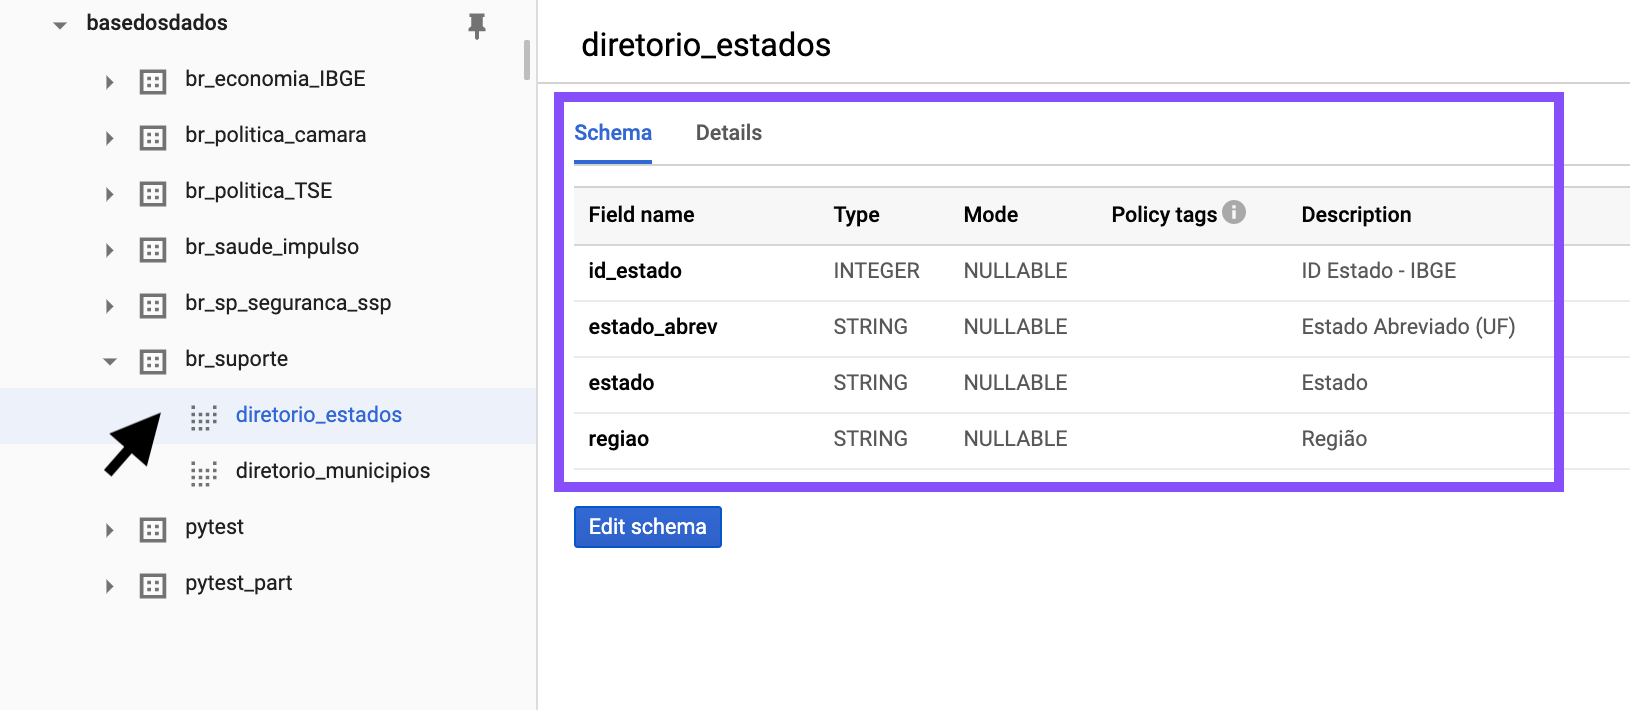 basedosdados
br_economia_IBGE
br_politica_camara
br_politica_TSE
br_saude_impulso
br_sp_seguranca_ssp
br_suporte
diretorio_estados
diretorio_municipios
pytest
pytest_part
diretorio_estados
Schema Details
Field name Type Mode Policy tags Description
id_estado INTEGER NULLABLE ID Estado - IBGE
estado_abrev STRING NULLABLE Estado Abreviado (UF)
estado STRING NULLABLE Estado
regiao STRING NULLABLE Região
Edit schema